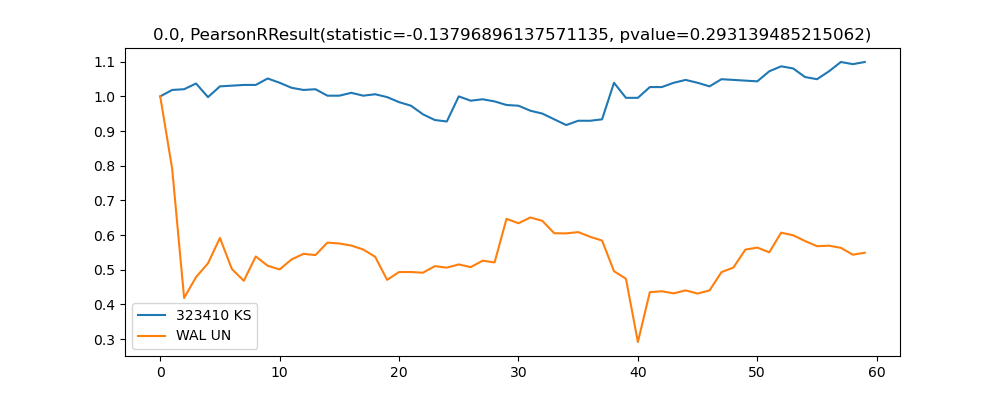 0.0, PearsonRResult(statistic=-0.13796896137571135, pvalue=0.293139485215062)
1.1
1.0
0.9
0.8
0.7
0.6
0.5
0.4
0.3
323410 KS
WAL UN
0 10 20 30 40 50 60